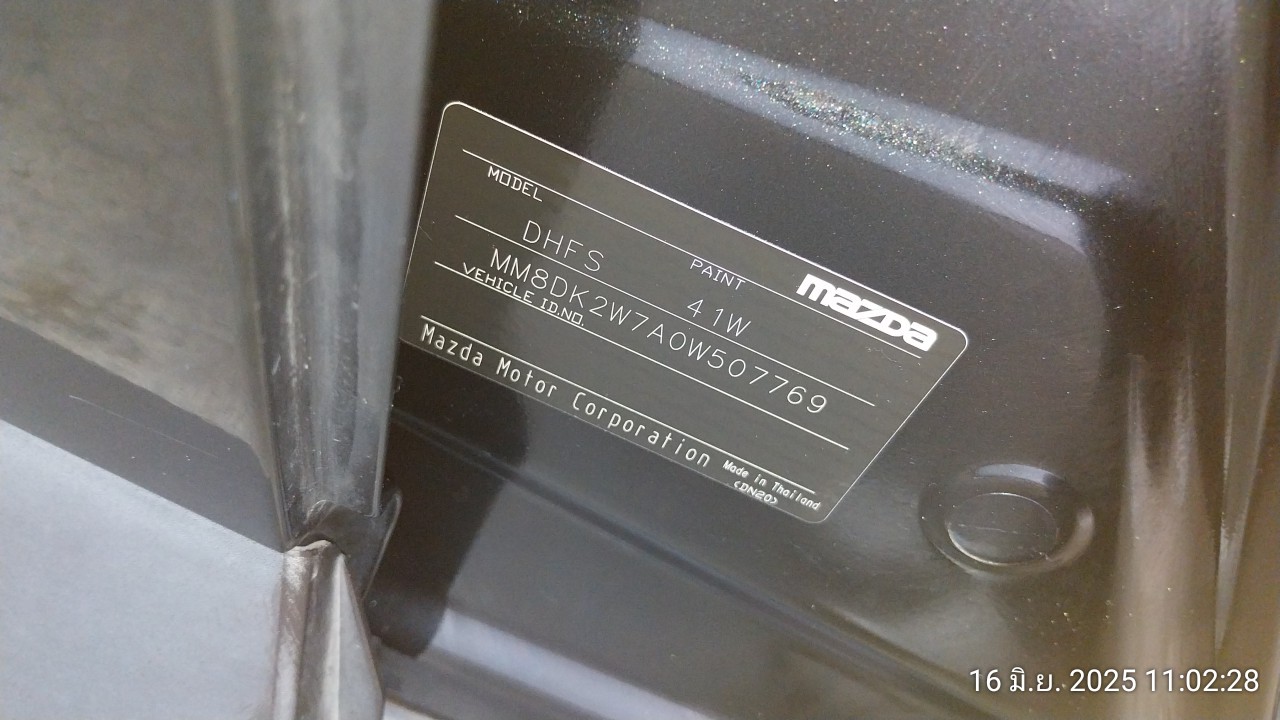 MODEL
PAINT
mazda
DHFS
41W
MM8DK2W7A0W507769
VEHICLE ID.NO.
Mazda Motor Corporation
Made in Thailand
(DN20)
16 มิ.ย. 2025 11:02:28